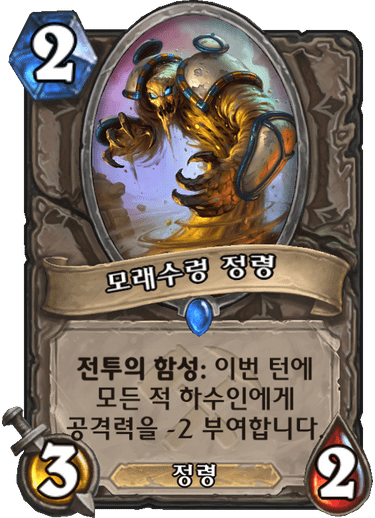 2
모래수렁 정령
전투의 함성: 이번 턴에
모든 적 하수인에게
공격력을 -2 부여합니다.
3
정령
2